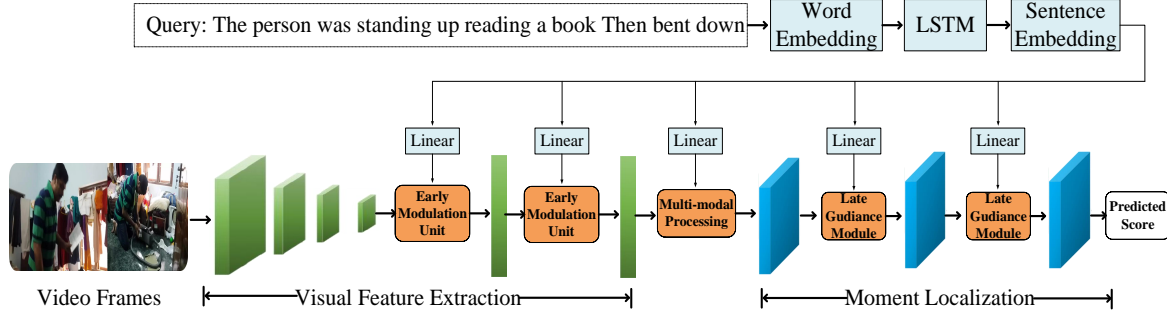 Query: The person was standing up reading a book Then bent down
Word
Embedding
LSTM
Sentence
Embedding
Linear
Linear
Linear
Linear
Linear
Early
Modulation
Unit
Early
Modulation
Unit
Multi-modal
Processing
Late
Gudiance
Module
Late
Gudiance
Module
Predicted
Score
Video Frames
Visual Feature Extraction
Moment Localization